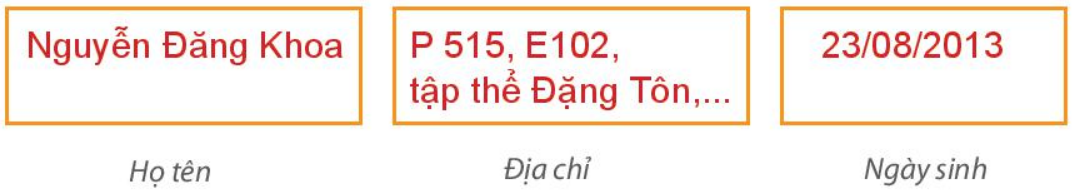 Nguyễn Đăng Khoa
P 515, E102,
tập thể Đặng Tôn,...
23/08/2013
Họ tên
Địa chỉ
Ngày sinh